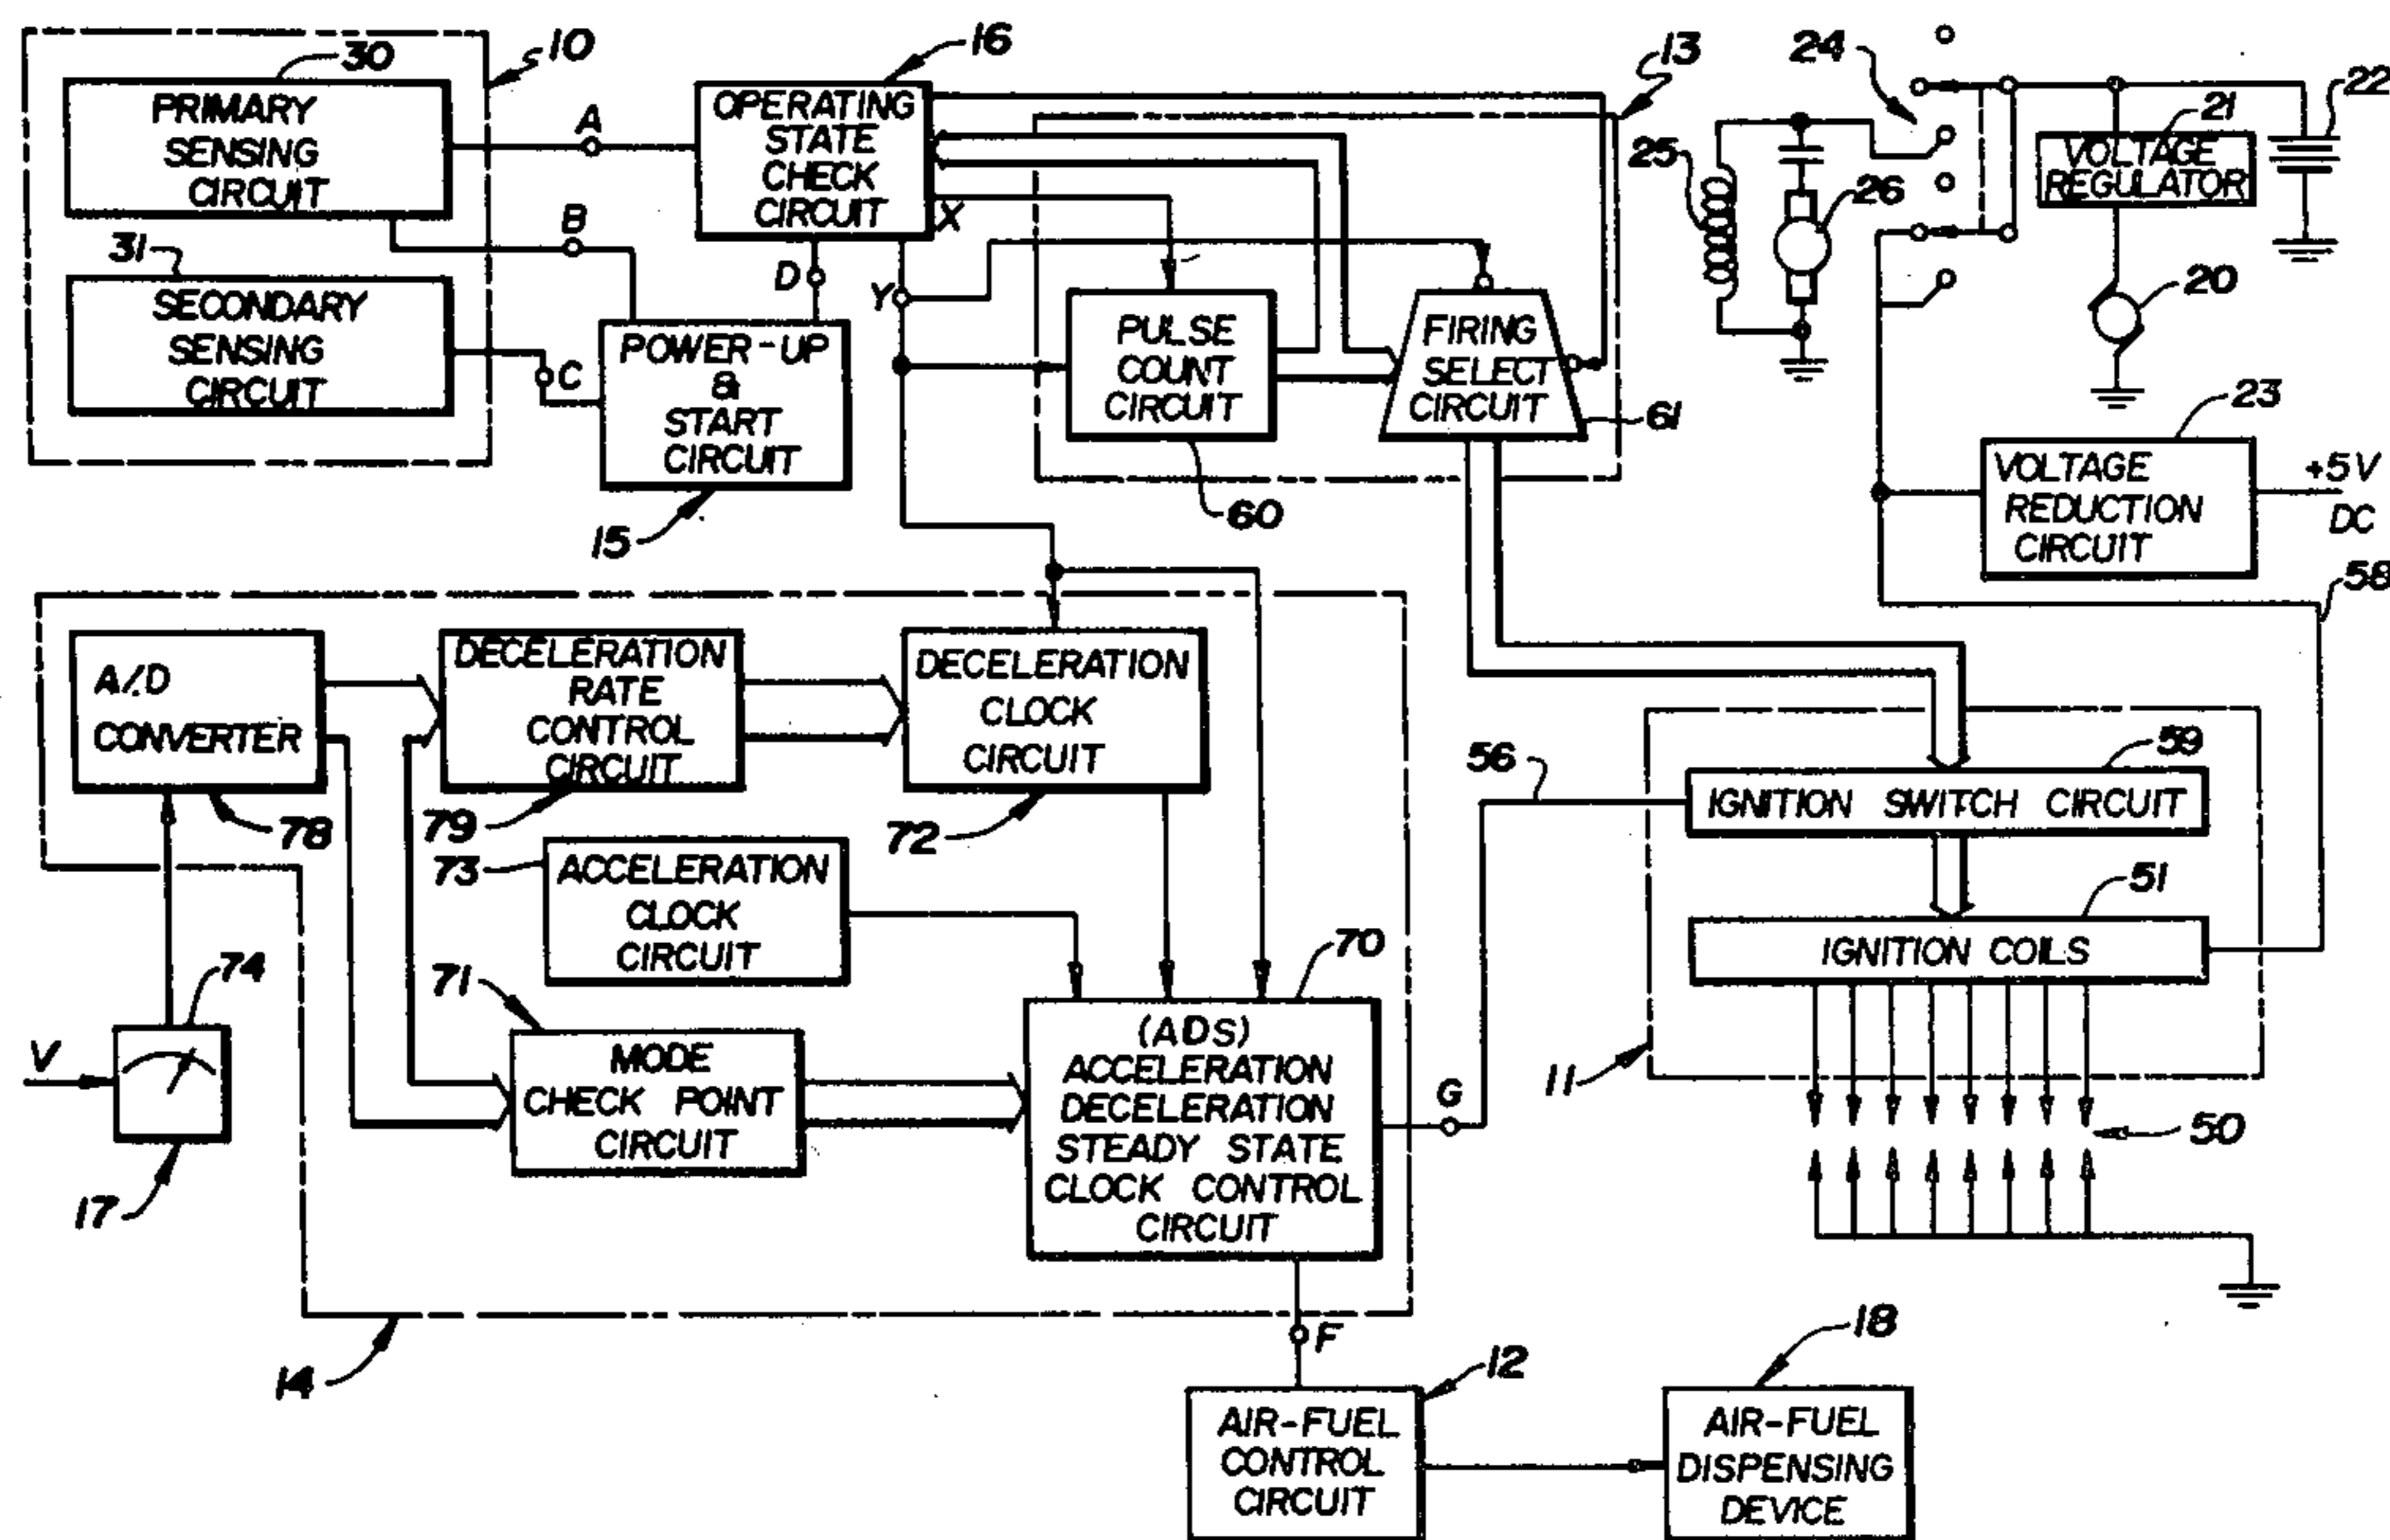 10
30
PRIMARY
SENSING
CIRCUIT
31
SECONDARY
SENSING
CIRCUIT
A
B
C
D
16
OPERATING
STATE
CHECK
CIRCUIT
X
Y
POWER-UP
&
START
CIRCUIT
15
13
PULSE
COUNT
CIRCUIT
60
FIRING
SELECT
CIRCUIT
61
24
25
26
21
VOLTAGE
REGULATOR
22
20
23
VOLTAGE
REDUCTION
CIRCUIT
+5V
DC
58
A/D
CONVERTER
78
DECELERATION
RATE
CONTROL
CIRCUIT
79
DECELERATION
CLOCK
CIRCUIT
72
73
ACCELERATION
CLOCK
CIRCUIT
71
MODE
CHECK POINT
CIRCUIT
70
(ADS)
ACCELERATION
DECELERATION
STEADY STATE
CLOCK CONTROL
CIRCUIT
74
V
17
14
G
F
56
59
IGNITION SWITCH CIRCUIT
51
IGNITION COILS
11
50
12
AIR-FUEL
CONTROL
CIRCUIT
18
AIR-FUEL
DISPENSING
DEVICE